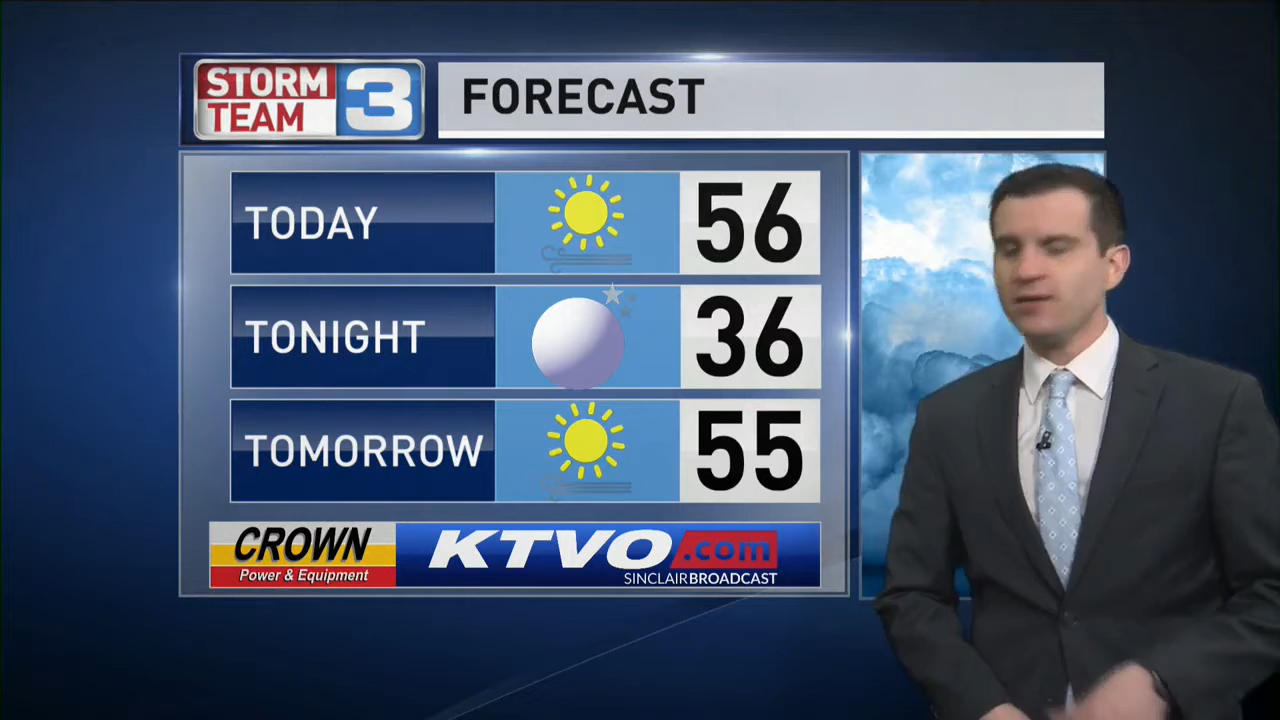 STORM
TEAM
3
FORECAST
TODAY
56
TONIGHT
36
TOMORROW
55
CROWN
Power & Equipment
KTVO.com
SINCLAIRBROADCAST